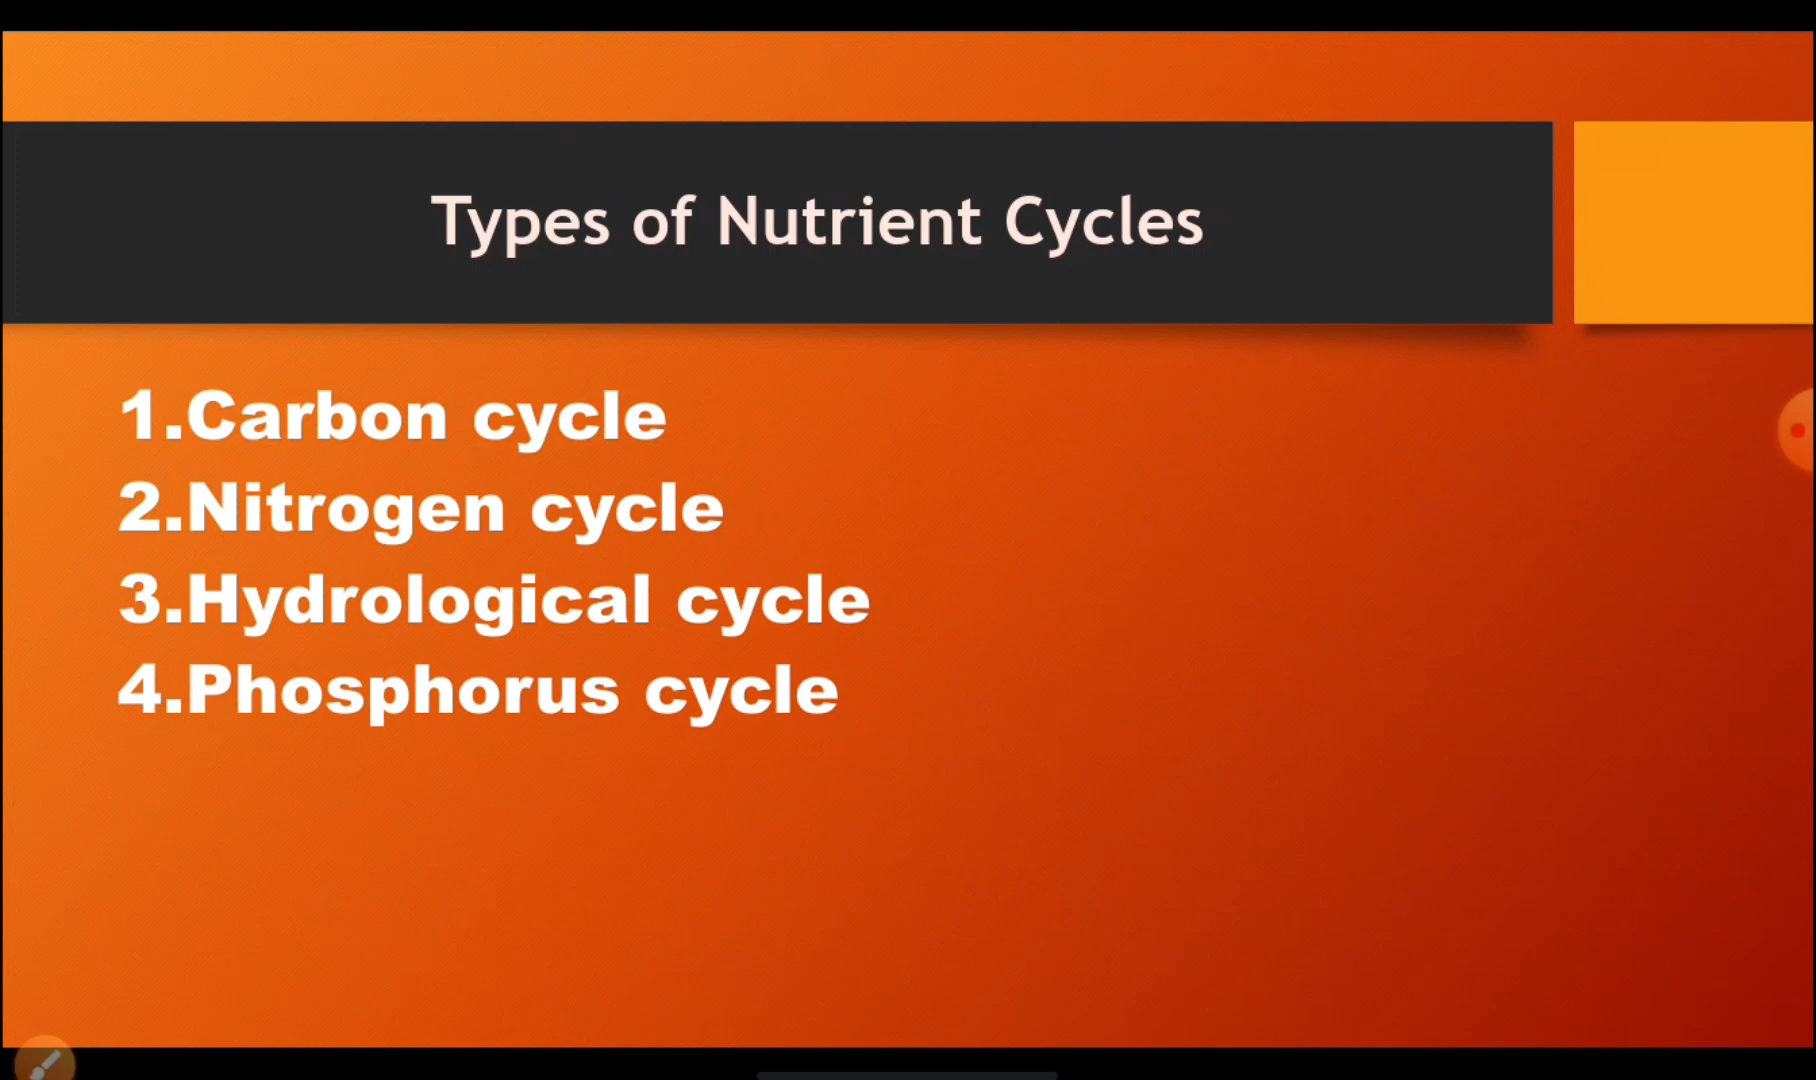 Types of Nutrient Cycles
1.Carbon cycle
2.Nitrogen cycle
3.Hydrological cycle
4.Phosphorus cycle